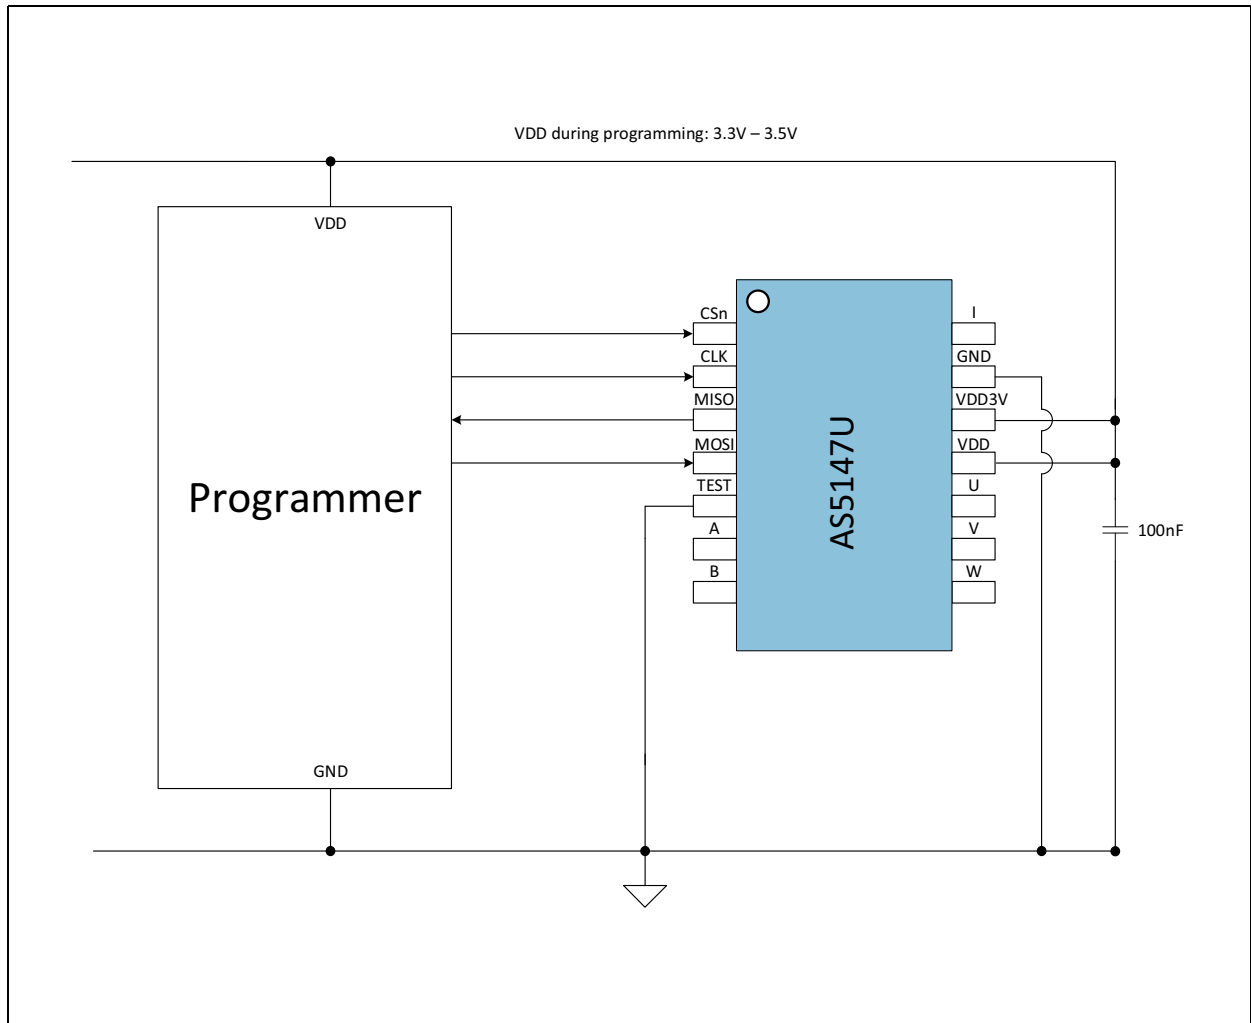 VDD during programming: 3.3V – 3.5V
VDD
Programmer
GND
CSn
CLK
MISO
MOSI
TEST
A
B
AS5147U
I
GND
VDD3V
VDD
U
V
W
100nF